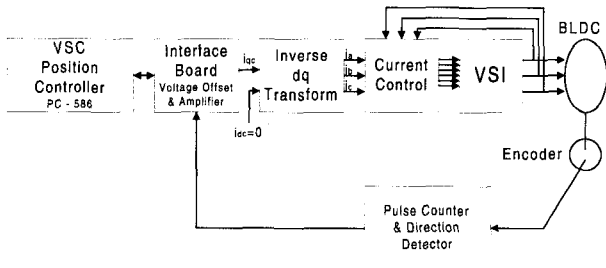 VSC
Position
Controller
PC - 586
Interface
Board
Voltage Offset
& Amplifier
iqc
idc=0
Inverse
dq
Transform
ia
ib
ic
Current
Control
VSI
BLDC
Encoder
Pulse Counter
& Direction
Detector